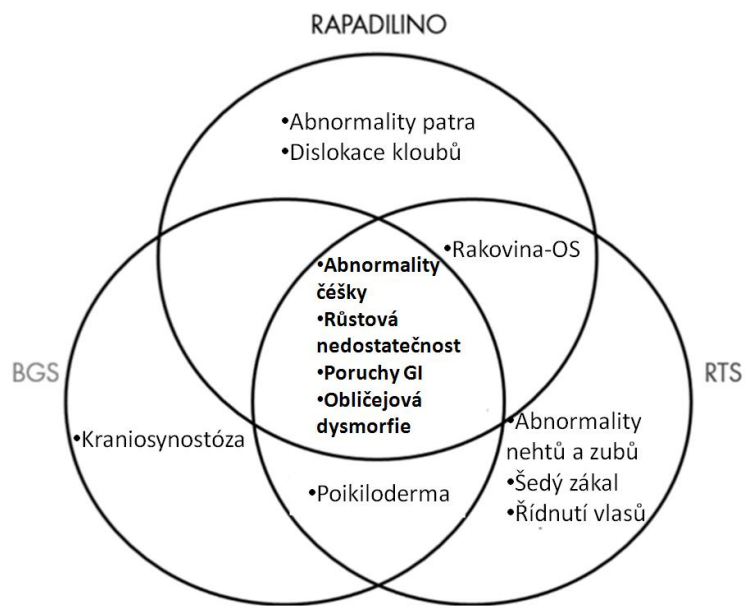 RAPADILINO
•Abnormality patra
•Dislokace kloubů
•Rakovina-OS
•Abnormality
čéšky
•Růstová
nedostatečnost
•Poruchy GI
•Obličejová
dysmorfie
BGS
RTS
•Kraniosynostóza
•Abnormality
nehtů a zubů
•Šedý zákal
•Řídnutí vlasů
•Poikiloderma